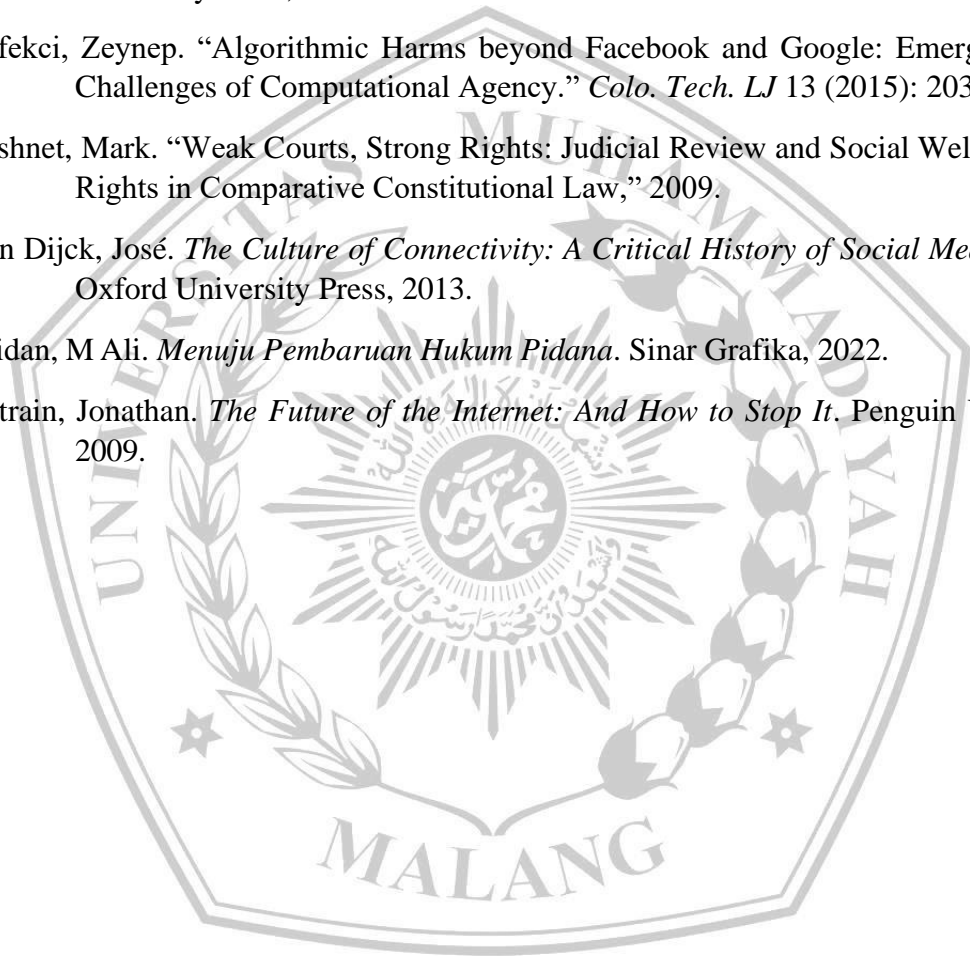 fekci, Zeynep. “Algorithmic Harms beyond Facebook and Google: Emerg
Challenges of Computational Agency.” Colo. Tech. LJ 13 (2015): 203
shnet, Mark. “Weak Courts, Strong Rights: Judicial Review and Social Wel
Rights in Comparative Constitutional Law,” 2009.
n Dijck, José. The Culture of Connectivity: A Critical History of Social Me
Oxford University Press, 2013.
idan, M Ali. Menuju Pembaruan Hukum Pidana. Sinar Grafika, 2022.
train, Jonathan. The Future of the Internet: And How to Stop It. Penguin
2009.
UNIVERSITAS MUHAMMADIYAH
MALANG